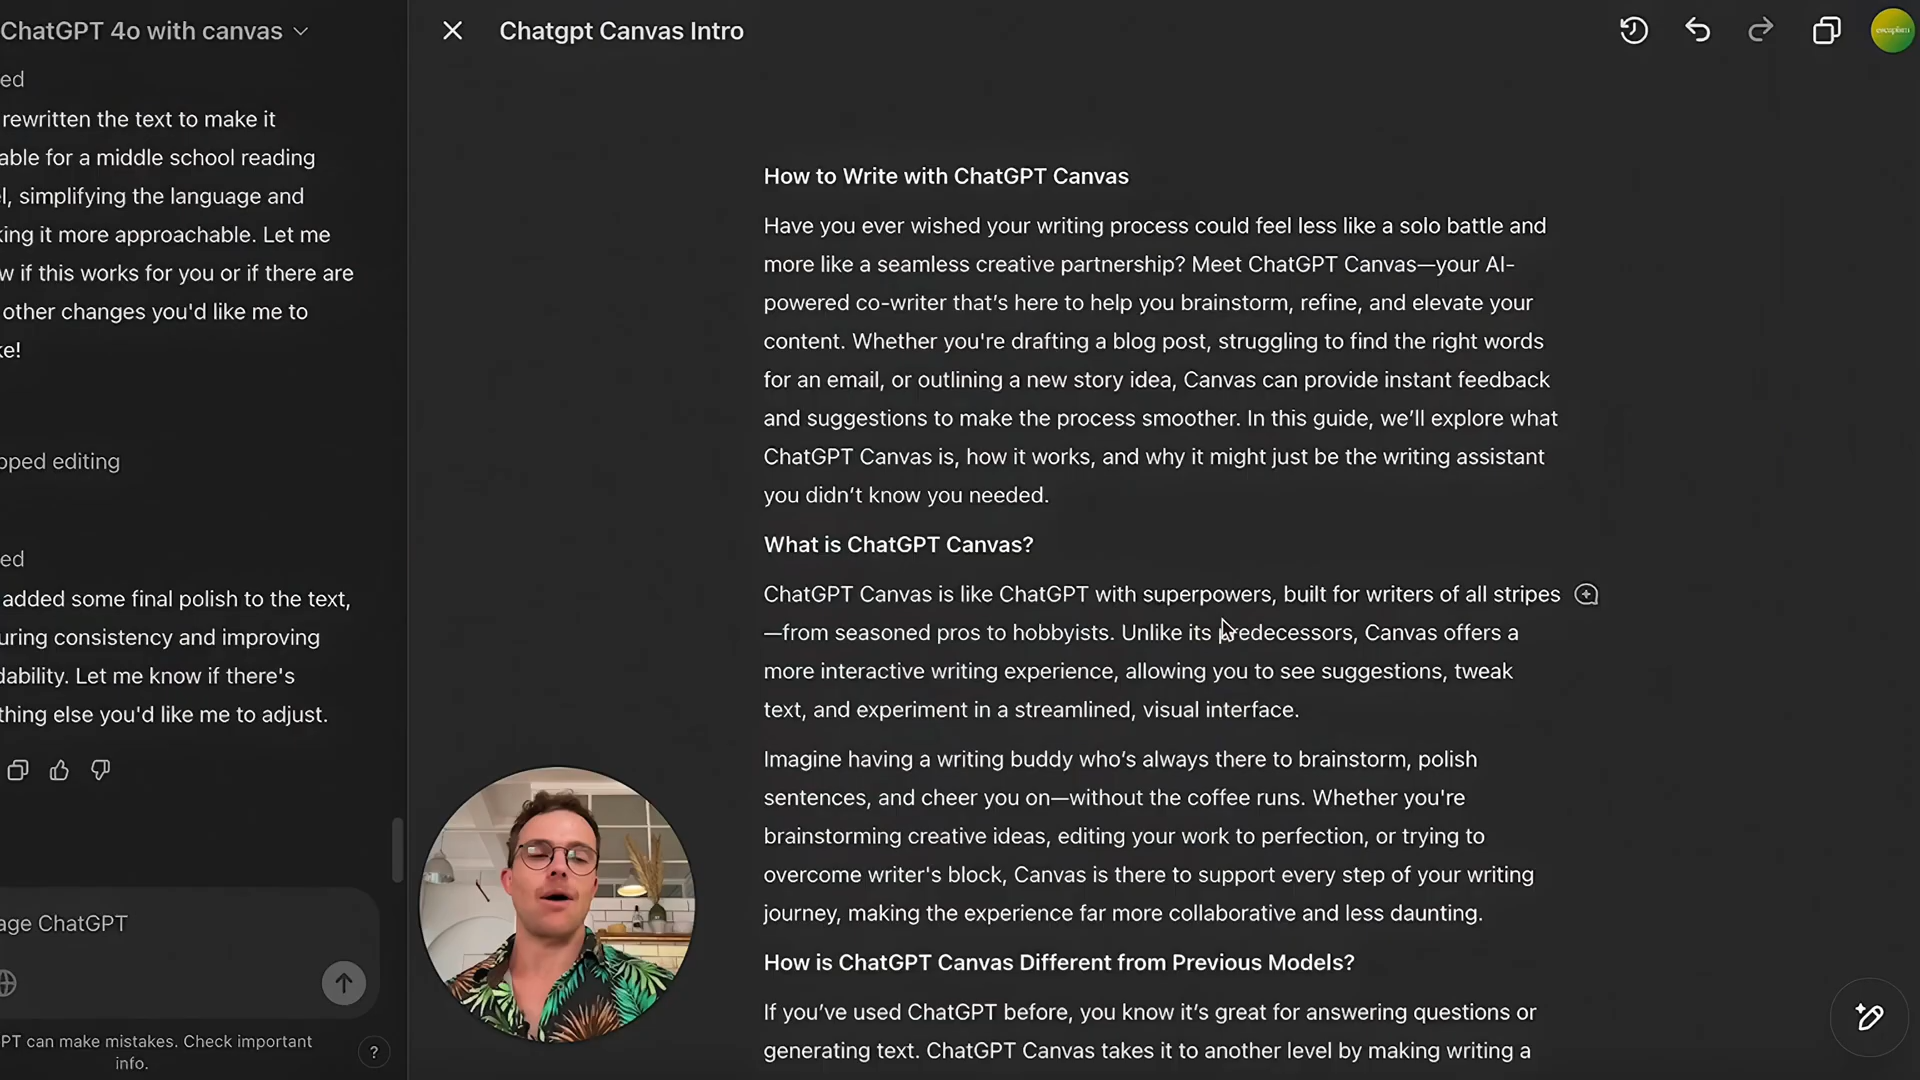 ChatGPT 4o with canvas
ed
rewritten the text to make it
able for a middle school reading
l, simplifying the language and
king it more approachable. Let me
w if this works for you or if there are
other changes you'd like me to
ke!
pped editing
ed
added some final polish to the text,
uring consistency and improving
dability. Let me know if there's
thing else you'd like me to adjust.
age ChatGPT
PT can make mistakes. Check important
info.
?
Chatgpt Canvas Intro
How to Write with ChatGPT Canvas
Have you ever wished your writing process could feel less like a solo battle and
more like a seamless creative partnership? Meet ChatGPT Canvas—your AI-
powered co-writer that’s here to help you brainstorm, refine, and elevate your
content. Whether you're drafting a blog post, struggling to find the right words
for an email, or outlining a new story idea, Canvas can provide instant feedback
and suggestions to make the process smoother. In this guide, we’ll explore what
ChatGPT Canvas is, how it works, and why it might just be the writing assistant
you didn’t know you needed.
What is ChatGPT Canvas?
ChatGPT Canvas is like ChatGPT with superpowers, built for writers of all stripes
—from seasoned pros to hobbyists. Unlike its predecessors, Canvas offers a
more interactive writing experience, allowing you to see suggestions, tweak
text, and experiment in a streamlined, visual interface.
Imagine having a writing buddy who’s always there to brainstorm, polish
sentences, and cheer you on—without the coffee runs. Whether you're
brainstorming creative ideas, editing your work to perfection, or trying to
overcome writer's block, Canvas is there to support every step of your writing
journey, making the experience far more collaborative and less daunting.
How is ChatGPT Canvas Different from Previous Models?
If you’ve used ChatGPT before, you know it’s great for answering questions or
generating text. ChatGPT Canvas takes it to another level by making writing a